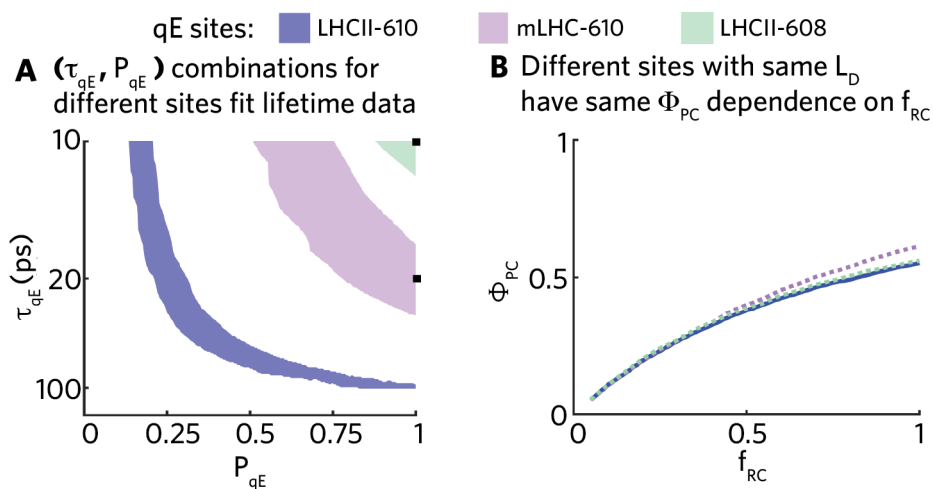 qE sites: LHCII-610 mLHC-610 LHCII-608
A (τqE, PqE) combinations for
different sites fit lifetime data
10
20
100
τqE (ps)
0 0.25 0.5 0.75 1
PqE
B Different sites with same LD
have same ΦPC dependence on fRC
1
0.5
0
ΦPC
0 0.5 1
fRC